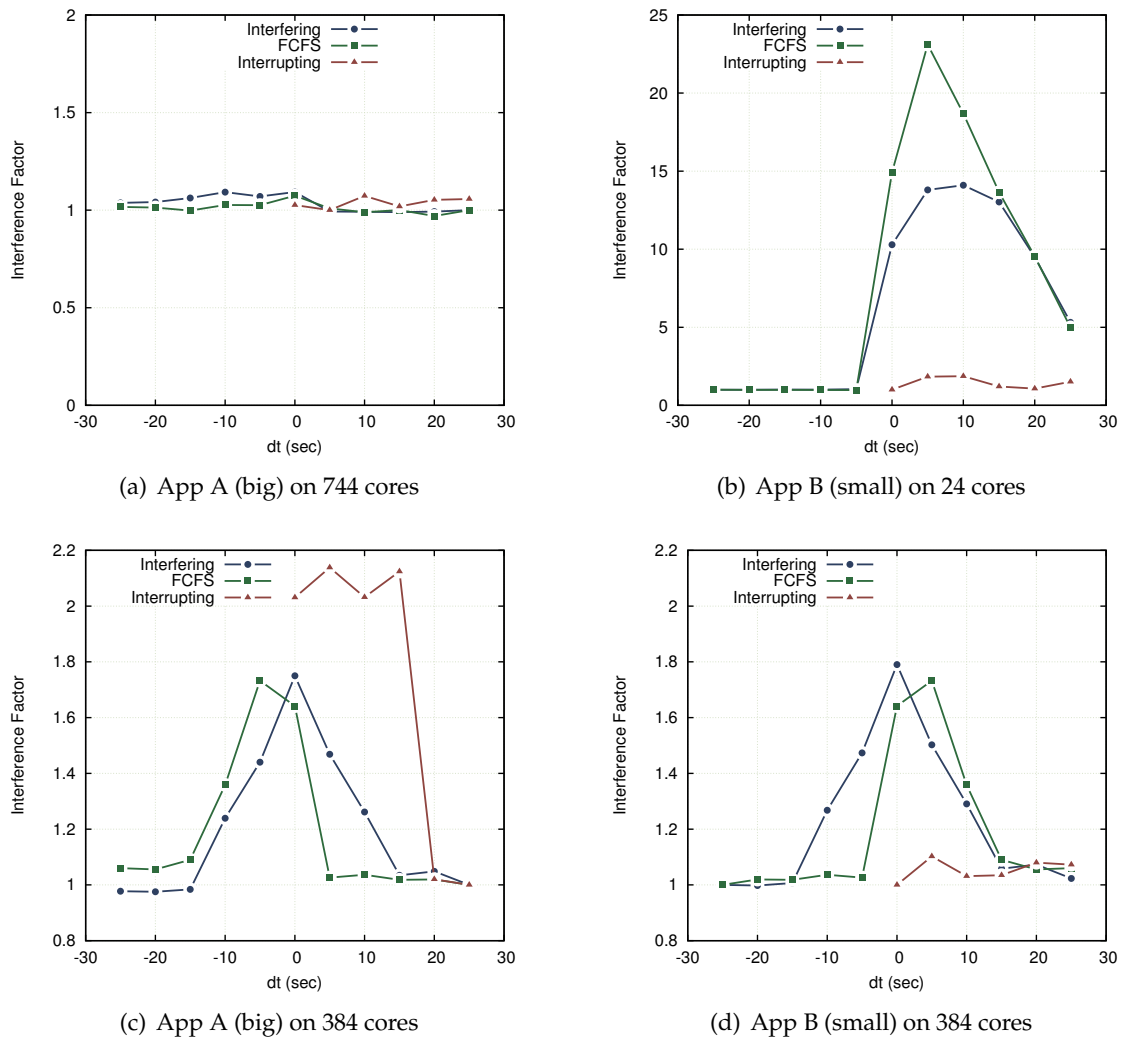 2
1.5
1
0.5
0
Interference Factor
Interfering
FCFS
Interrupting
-30 -20 -10 0 10 20 30
dt (sec)
(a) App A (big) on 744 cores
25
20
15
10
5
0
Interference Factor
Interfering
FCFS
Interrupting
-30 -20 -10 0 10 20 30
dt (sec)
(b) App B (small) on 24 cores
2.2
2
1.8
1.6
1.4
1.2
1
0.8
Interference Factor
Interfering
FCFS
Interrupting
-30 -20 -10 0 10 20 30
dt (sec)
(c) App A (big) on 384 cores
2.2
2
1.8
1.6
1.4
1.2
1
0.8
Interference Factor
Interfering
FCFS
Interrupting
-30 -20 -10 0 10 20 30
dt (sec)
(d) App B (small) on 384 cores